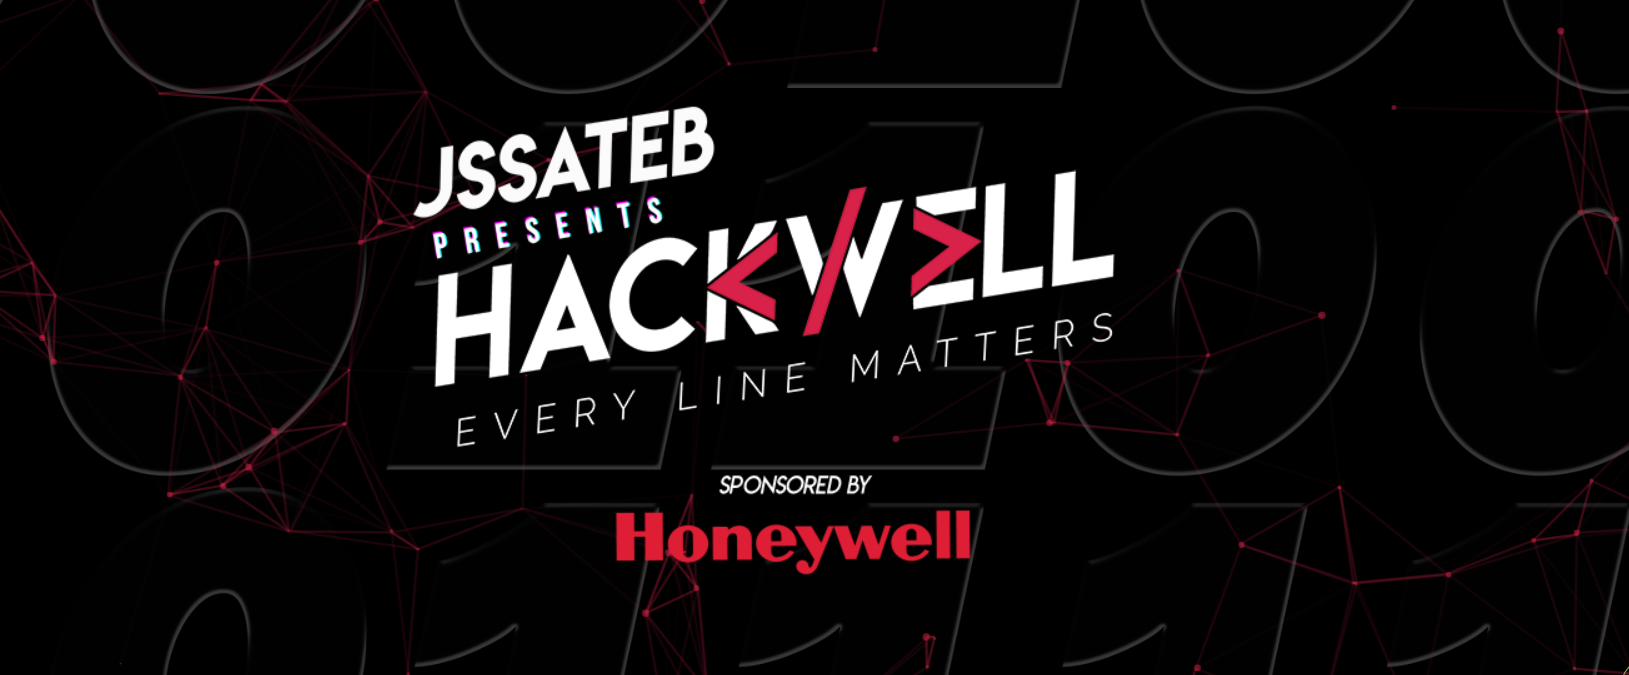 JSSATEB
PRESENTS
HACKWELL
EVERY LINE MATTERS
SPONSORED BY
Honeywell